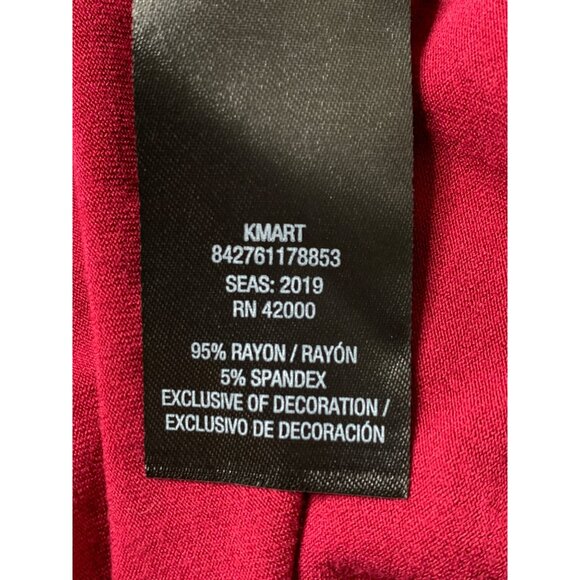 KMART
842761178853
SEAS: 2019
RN 42000
95% RAYON / RAYÓN
5% SPANDEX
EXCLUSIVE OF DECORATION /
EXCLUSIVO DE DECORACIÓN